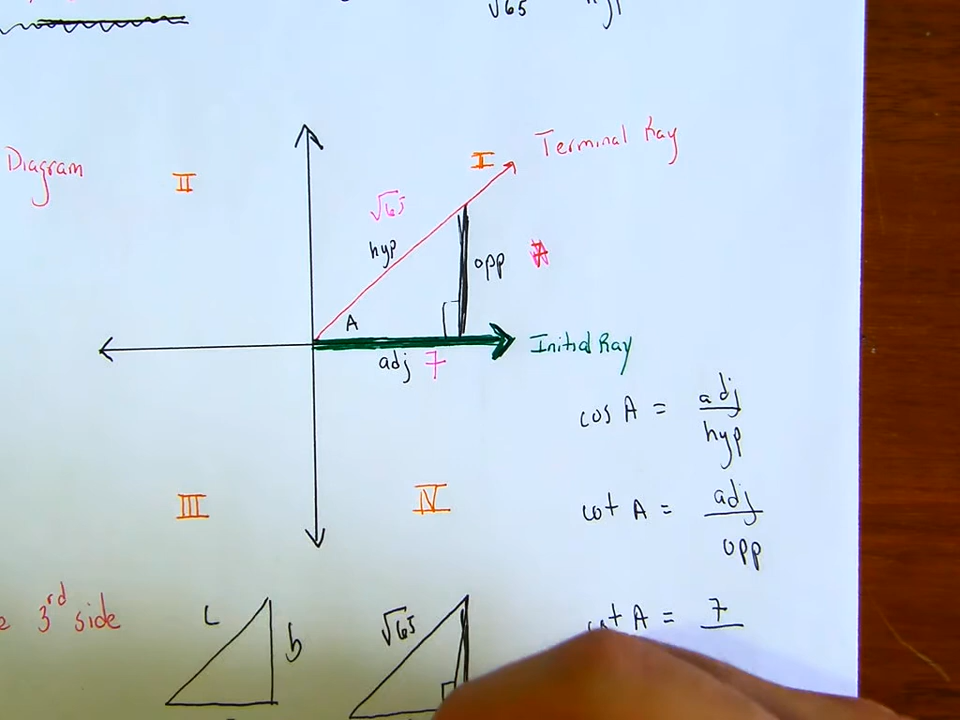 √65 hyp
Diagram
II
I
Terminal Ray
√65
hyp
opp
A
Initial Ray
adj 7
cos A = adj
hyp
cot A = adj
opp
III
IV
3rd side
c
b
√65
cot A = 7